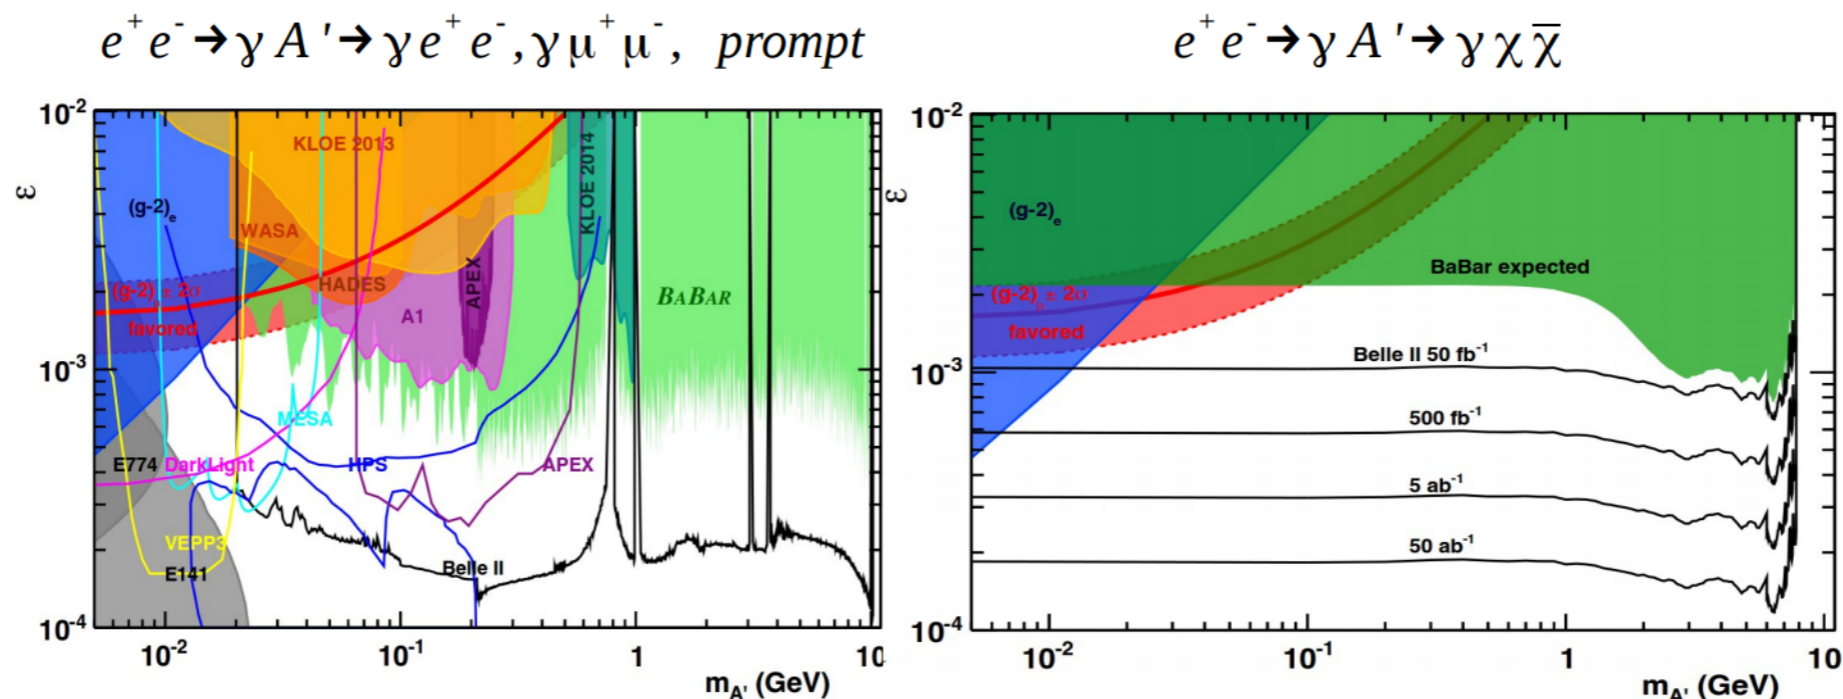 e⁺ e⁻ → γ A ' → γ e⁺ e⁻ , γ μ⁺ μ⁻ , prompt
10⁻²
KLOE 2013
KLOE 2014
ε
(g-2)ₑ
WASA
HADES
APEX
BABAR
(g-2)μ ± 2σ
favored
A1
10⁻³
MESA
E774
DarkLight
HPS
APEX
VEPP3
E141
Belle II
10⁻⁴
10⁻²
10⁻¹
1
10
m_A' (GeV)
e⁺ e⁻ → γ A ' → γ χ χ̅
10⁻²
ε
(g-2)ₑ
BaBar expected
(g-2)μ ± 2σ
favored
Belle II 50 fb⁻¹
10⁻³
500 fb⁻¹
5 ab⁻¹
50 ab⁻¹
10⁻⁴
10⁻²
10⁻¹
1
10
m_A' (GeV)